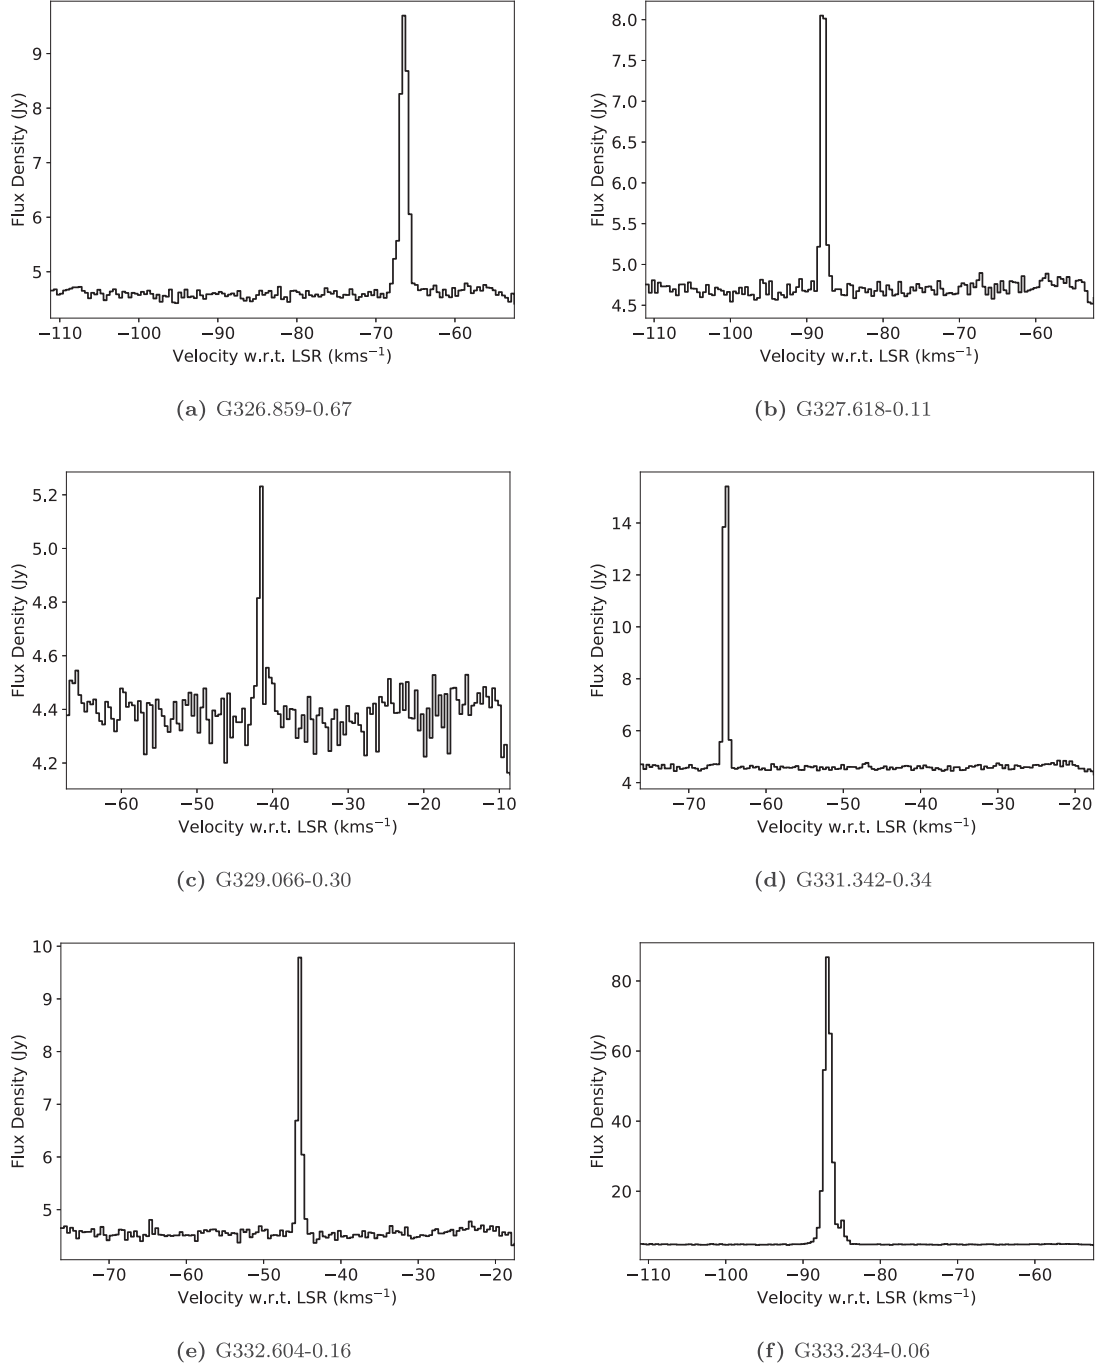 9
8
7
6
5
Flux Density (Jy)
−110 −100 −90 −80 −70 −60
Velocity w.r.t. LSR (kms⁻¹)
(a) G326.859-0.67
8.0
7.5
7.0
6.5
6.0
5.5
5.0
4.5
Flux Density (Jy)
−110 −100 −90 −80 −70 −60
Velocity w.r.t. LSR (kms⁻¹)
(b) G327.618-0.11
5.2
5.0
4.8
4.6
4.4
4.2
Flux Density (Jy)
−60 −50 −40 −30 −20 −10
Velocity w.r.t. LSR (kms⁻¹)
(c) G329.066-0.30
14
12
10
8
6
4
Flux Density (Jy)
−70 −60 −50 −40 −30 −20
Velocity w.r.t. LSR (kms⁻¹)
(d) G331.342-0.34
10
9
8
7
6
5
Flux Density (Jy)
−70 −60 −50 −40 −30 −20
Velocity w.r.t. LSR (kms⁻¹)
(e) G332.604-0.16
80
60
40
20
Flux Density (Jy)
−110 −100 −90 −80 −70 −60
Velocity w.r.t. LSR (kms⁻¹)
(f) G333.234-0.06